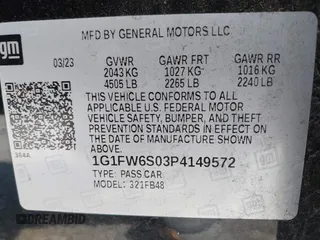 gm
MFD BY GENERAL MOTORS LLC
03/23 GVWR GAWR FRT GAWR RR
2043 KG 1027 KG 1016 KG
4505 LB 2265 LB 2240 LB
THIS VEHICLE CONFORMS TO ALL
APPLICABLE U.S. FEDERAL MOTOR
VEHICLE SAFETY, BUMPER, AND THEFT
PREVENTION STANDARDS IN EFFECT ON
THE DATE OF MANUFACTURE SHOWN ABOVE.
1G1FW6S03P4149572
TYPE: PASS CAR
MODEL: 321FB48
DREAMBID